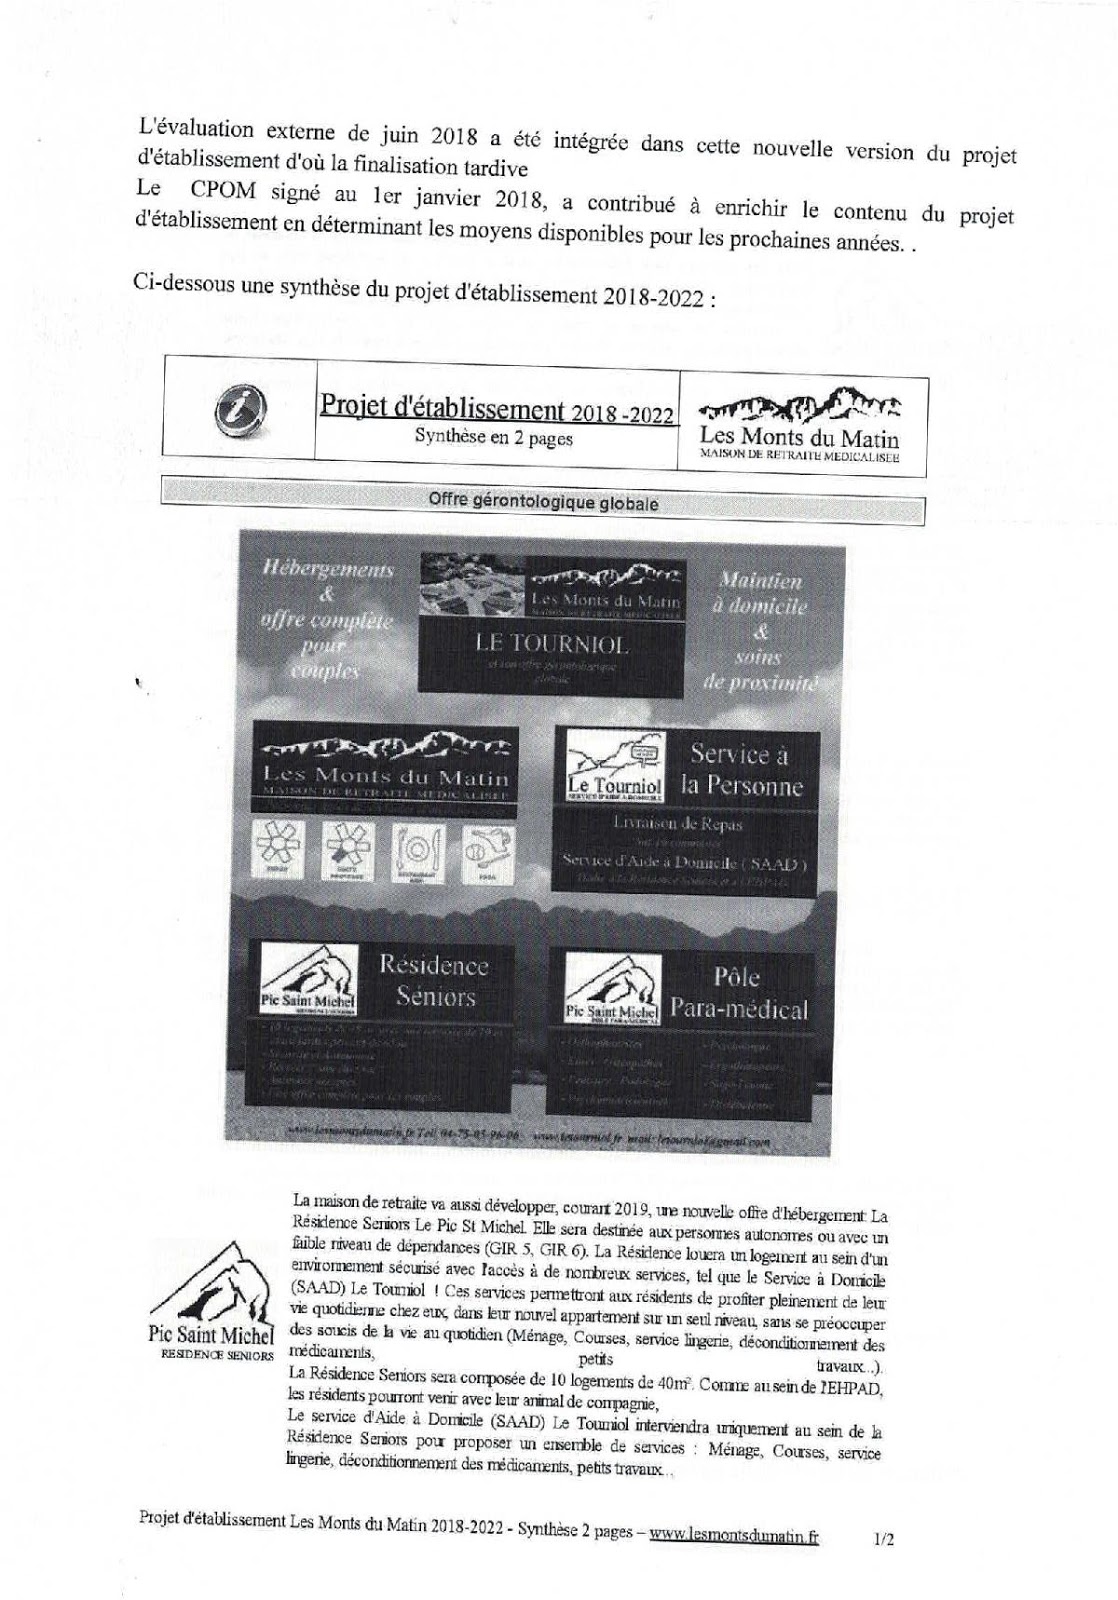 L'évaluation externe de juin 2018 a été intégrée dans cette nouvelle version du projet
d'établissement d'où la finalisation tardive
Le CPOM signé au 1er janvier 2018, a contribué à enrichir le contenu du projet
d'établissement en déterminant les moyens disponibles pour les prochaines années. .
Ci-dessous une synthèse du projet d'établissement 2018-2022 :
Projet d'établissement 2018 -2022
Synthèse en 2 pages
Les Monts du Matin
MAISON DE RETRAITE MEDICALISEE
Offre gérontologique globale
Hébergements
&
offre complète
pour
couples
Les Monts du Matin
MAISON DE RETRAITE MEDICALISEE
LE TOURNIOL
et son offre gérontologique
globale
Maintien
à domicile
&
soins
de proximité
Les Monts du Matin
MAISON DE RETRAITE MEDICALISEE
Le Tourniol
Service à
la Personne
Livraison de Repas
Service d'Aide à Domicile ( SAAD )
Pic Saint Michel
Résidence
Séniors
Pic Saint Michel
Pôle
Para-médical
La maison de retraite va aussi développer, courant 2019, une nouvelle offre d'hébergement: La
Résidence Seniors Le Pic St Michel. Elle sera destinée aux personnes autonomes ou avec un
faible niveau de dépendances (GIR 5, GIR 6). La Résidence louera un logement au sein d'un
environnement sécurisé avec l'accès à de nombreux services, tel que le Service à Domicile
(SAAD) Le Tourniol ! Ces services permettront aux résidents de profiter pleinement de leur
vie quotidienne chez eux, dans leur nouvel appartement sur un seul niveau, sans se préoccuper
des soucis de la vie au quotidien (Ménage, Courses, service lingerie, déconditionnement des
médicaments, petits travaux...).
La Résidence Seniors sera composée de 10 logements de 40m². Comme au sein de l'EHPAD,
les résidents pourront venir avec leur animal de compagnie,
Le service d'Aide à Domicile (SAAD) Le Tourniol interviendra uniquement au sein de la
Résidence Seniors pour proposer un ensemble de services : Ménage, Courses, service
lingerie, déconditionnement des médicaments, petits travaux...
Pic Saint Michel
RESIDENCE SENIORS
Projet d'établissement Les Monts du Matin 2018-2022 - Synthèse 2 pages – www.lesmontsdumatin.fr
1/2